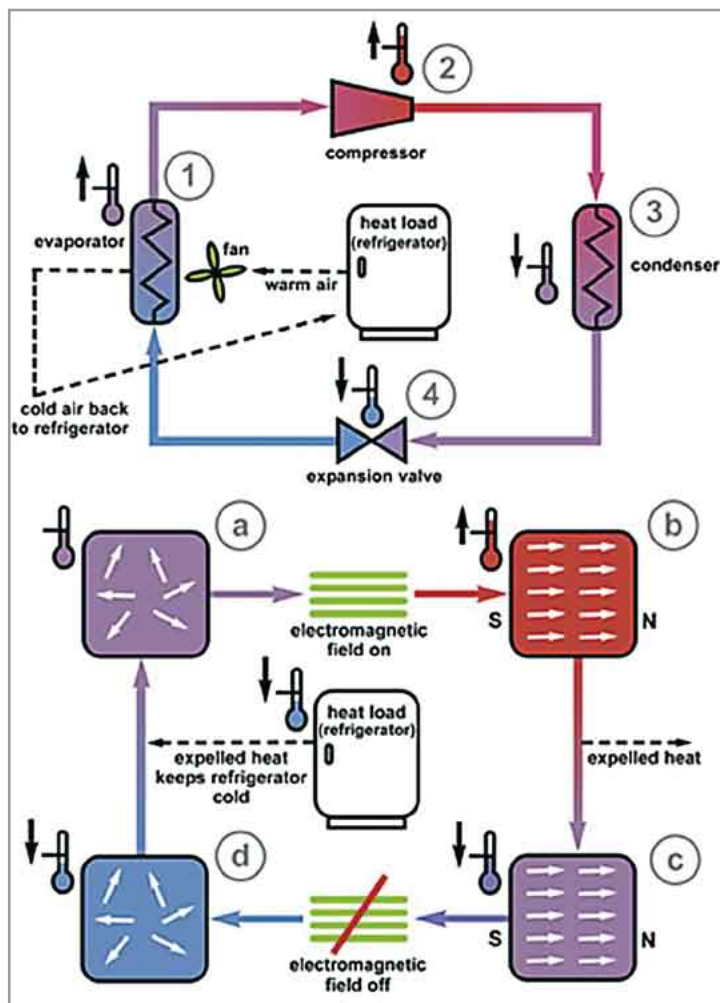 2
compressor
1
evaporator
fan
heat load
(refrigerator)
warm air
3
condenser
cold air back
to refrigerator
4
expansion valve
a
electromagnetic
field on
b
S
N
heat load
(refrigerator)
expelled heat
keeps refrigerator
cold
expelled heat
d
electromagnetic
field off
c
S
N